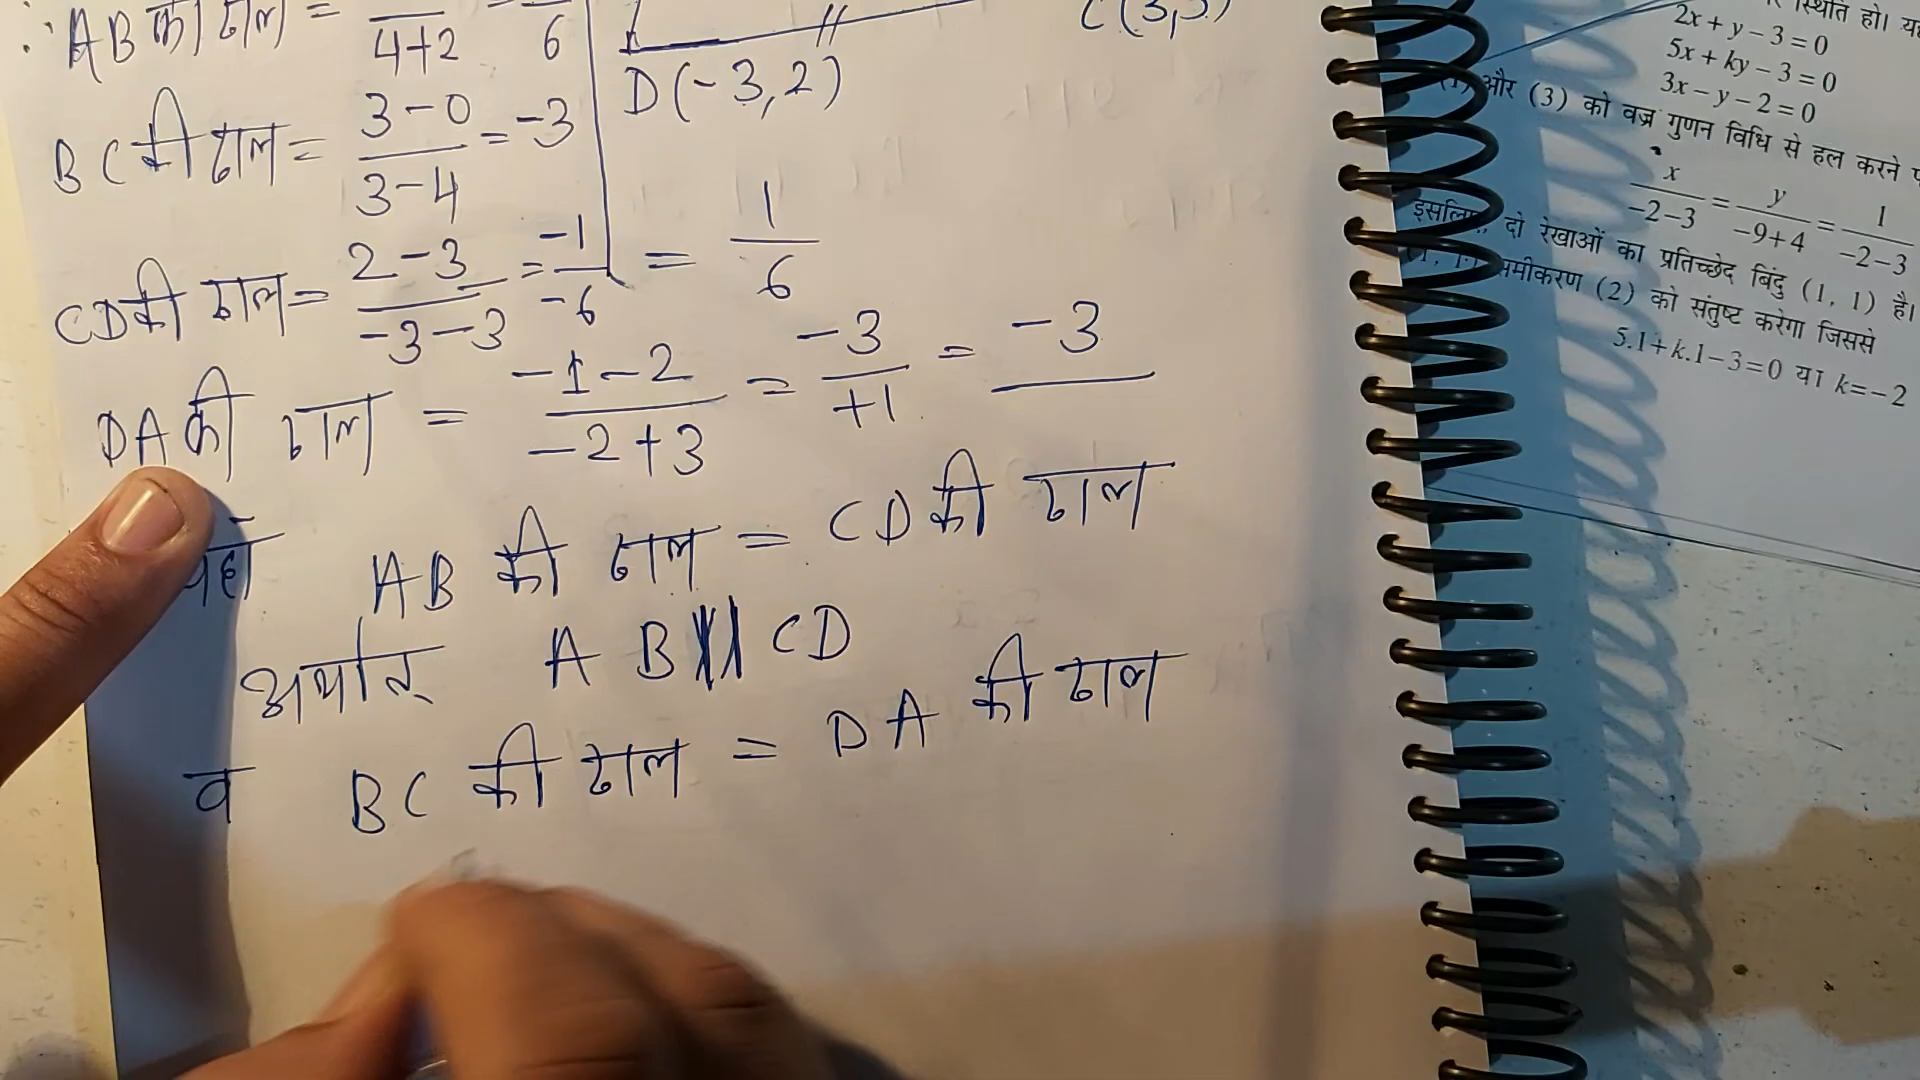 ∴ AB की ढाल = ―/4+2 = ―/6
C(3,3)
D(-3,2)
BC की ढाल = 3-0/3-4 = -3
CD की ढाल = 2-3/-3-3 = -1/-6 = 1/6
DA की ढाल = -1-2/-2+3 = -3/+1 = -3
यहाँ AB की ढाल = CD की ढाल
अर्थात् AB || CD
व BC की ढाल = DA की ढाल
स्थित हो।
2x + y - 3 = 0
5x + ky - 3 = 0
3x - y - 2 = 0
और (3) को वज्र गुणन विधि से हल करने
x/-2-3 = y/-9+4 = 1/-2-3
इसलिए, दो रेखाओं का प्रतिच्छेद बिंदु (1, 1) है।
समीकरण (2) को संतुष्ट करेगा जिससे
5.1+k.1-3=0 या k=-2